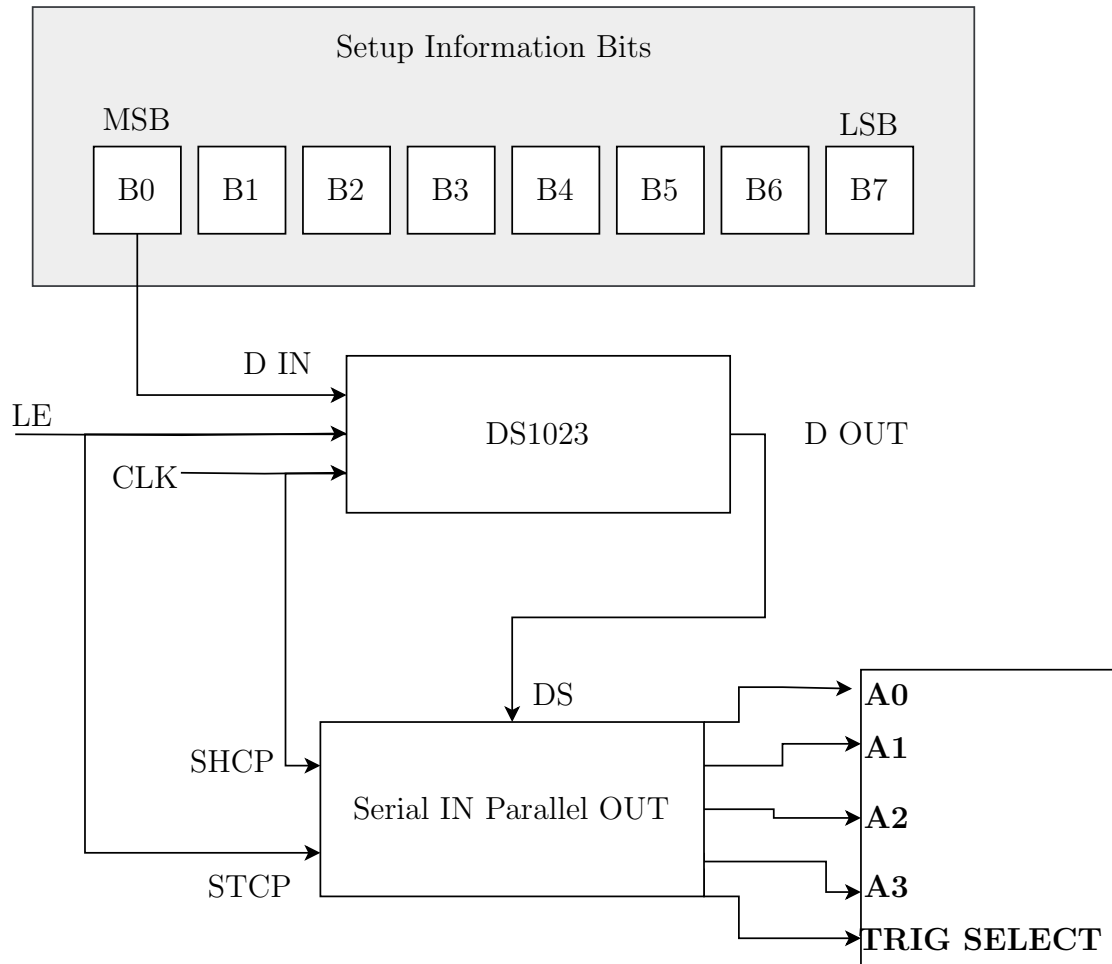 Setup Information Bits
MSB
LSB
B0 B1 B2 B3 B4 B5 B6 B7
D IN
LE
DS1023
D OUT
CLK
DS
A0
A1
SHCP
Serial IN Parallel OUT
A2
STCP
A3
TRIG SELECT